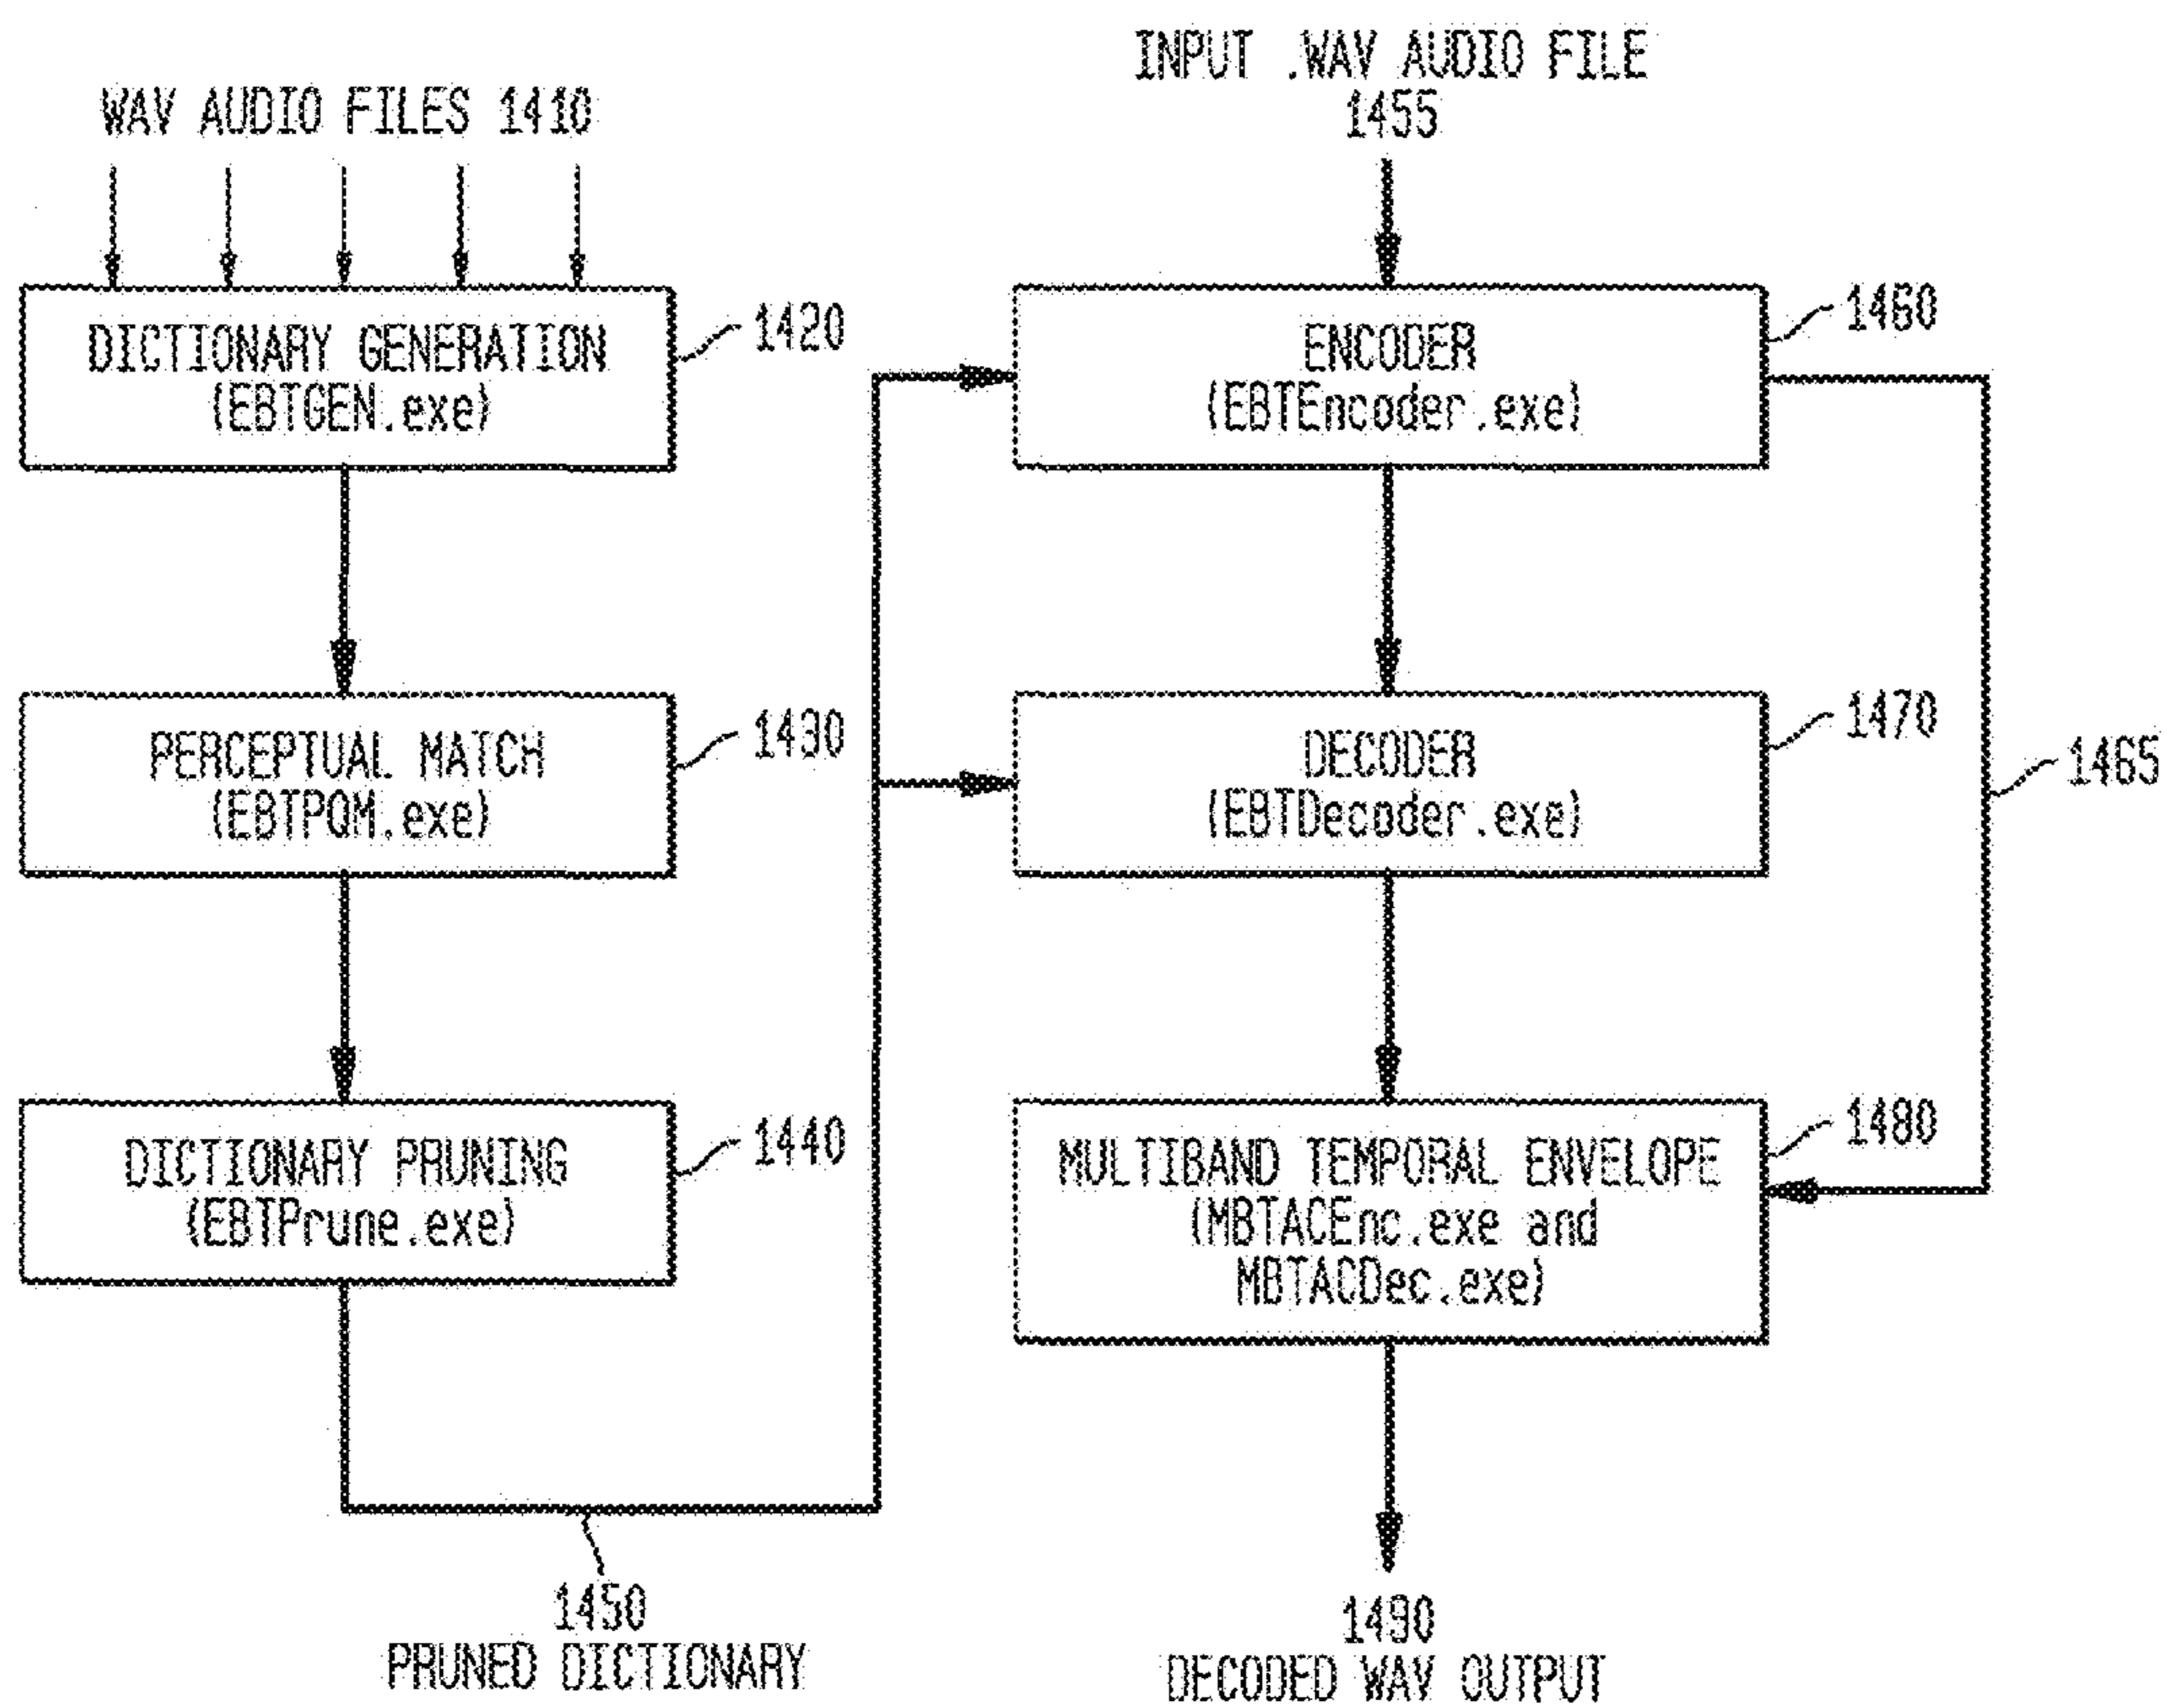 WAV AUDIO FILES 1410
DICTIONARY GENERATION
(EBTGEN.exe)
1420
PERCEPTUAL MATCH
(EBTPQM.exe)
1430
DICTIONARY PRUNING
(EBTPrune.exe)
1440
1450
PRUNED DICTIONARY
INPUT .WAV AUDIO FILE
1455
ENCODER
(EBTEncoder.exe)
1460
DECODER
(EBTDecoder.exe)
1470
1465
MULTIBAND TEMPORAL ENVELOPE
(MBTACEnc.exe and
MBTACDec.exe)
1480
1490
DECODED WAV OUTPUT